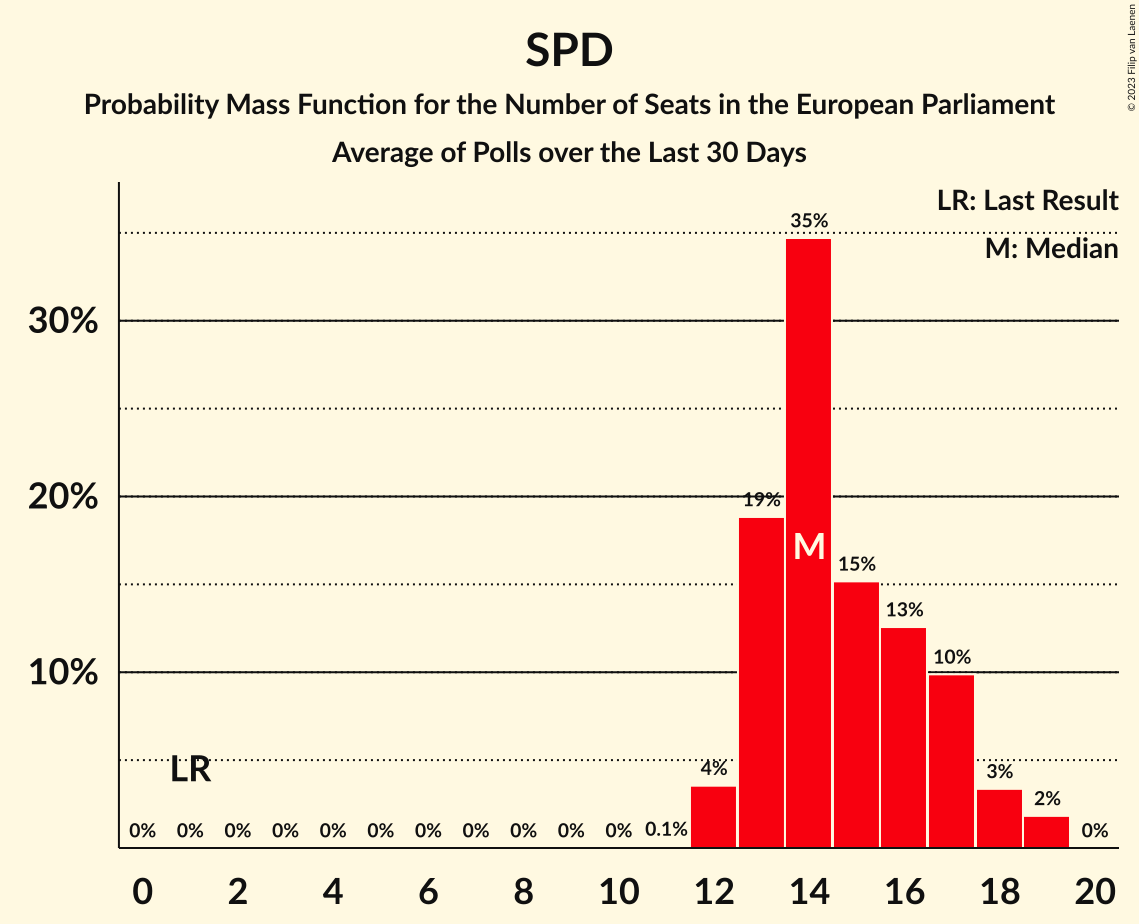 SPD
Probability Mass Function for the Number of Seats in the European Parliament
Average of Polls over the Last 30 Days
© 2023 Filip van Laenen
LR: Last Result
M: Median
35%
30%
20%
19%
M
15%
13%
10%
10%
LR
4%
3%
2%
0% 0% 0% 0% 0% 0% 0% 0% 0% 0% 0% 0.1% 0%
0 2 4 6 8 10 12 14 16 18 20